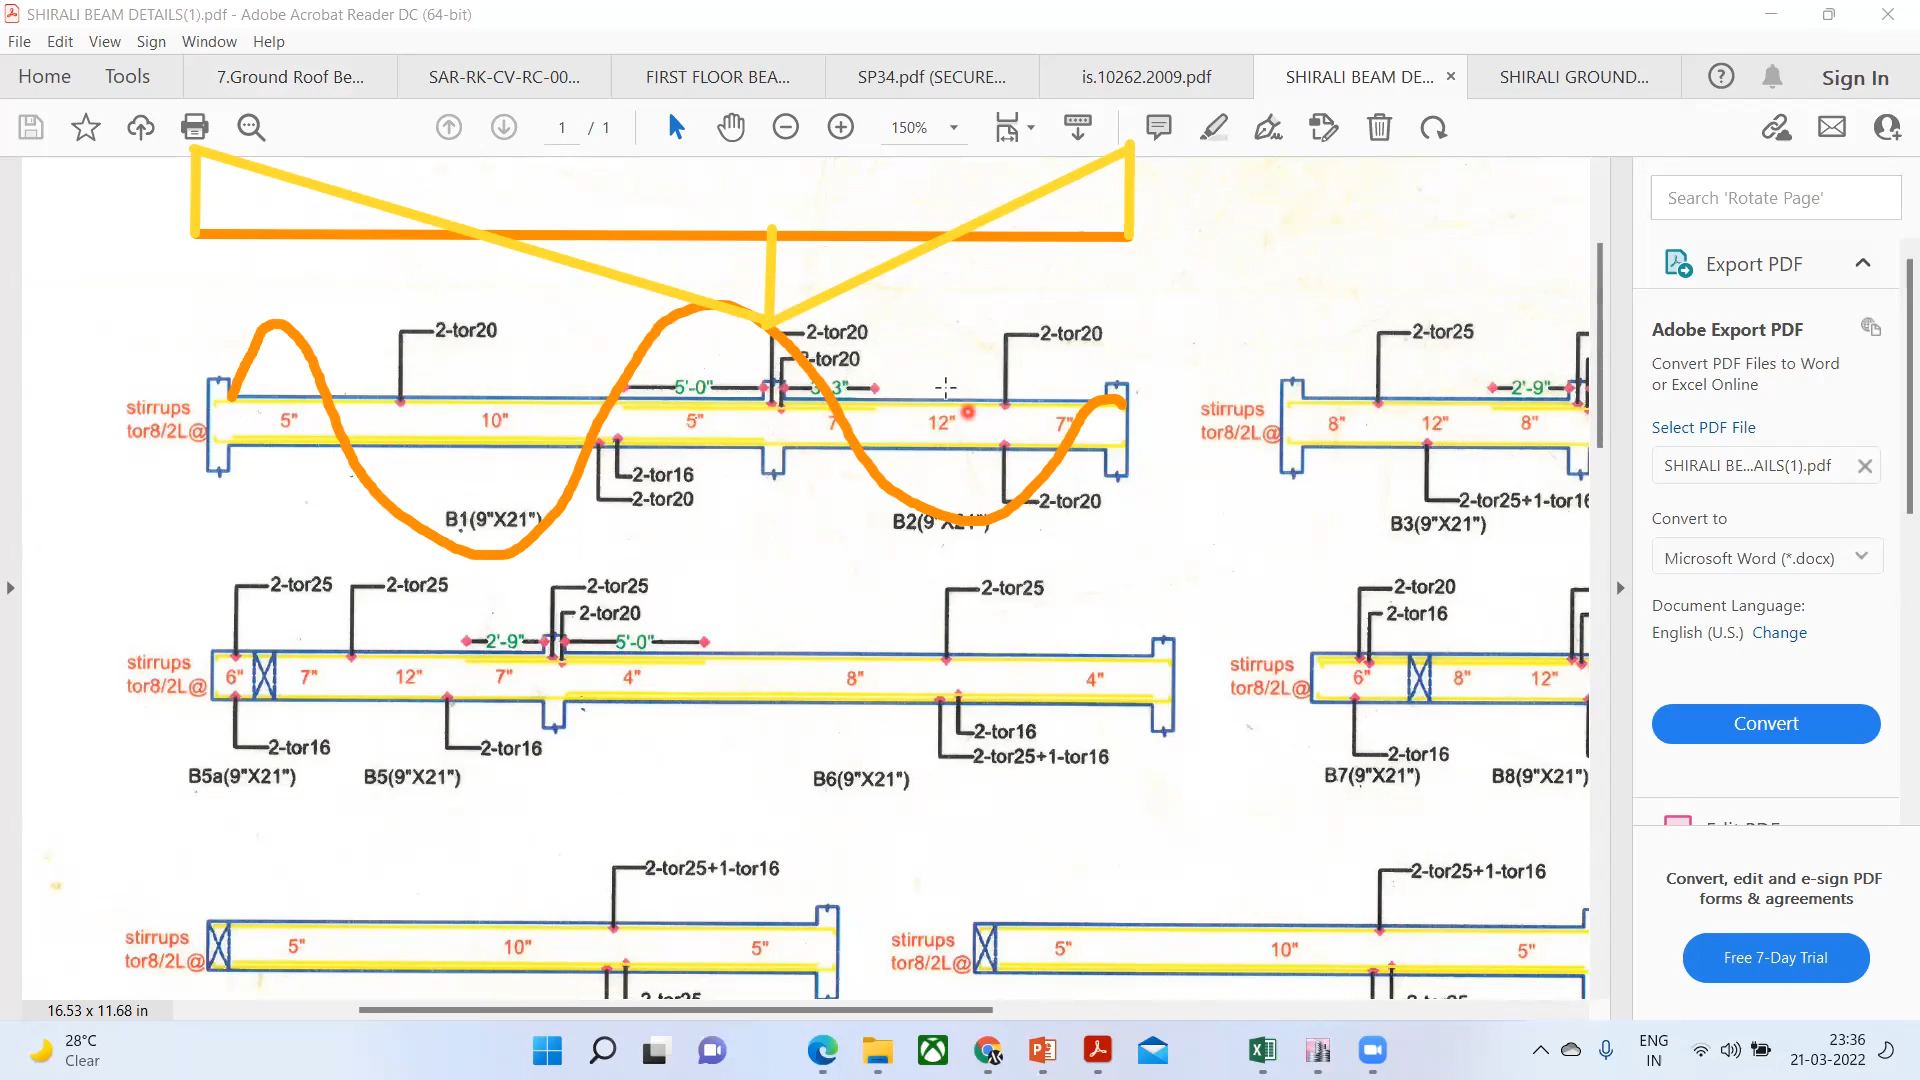 SHIRALI BEAM DETAILS(1).pdf - Adobe Acrobat Reader DC (64-bit)
File Edit View Sign Window Help
Home Tools 7.Ground Roof Be... SAR-RK-CV-RC-00... FIRST FLOOR BEA... SP34.pdf (SECURE... is.10262.2009.pdf SHIRALI BEAM DE... SHIRALI GROUND... Sign In
1 / 1 150%
Search 'Rotate Page'
Export PDF
Adobe Export PDF
Convert PDF Files to Word
or Excel Online
Select PDF File
SHIRALI BE...AILS(1).pdf
Convert to
Microsoft Word (*.docx)
Document Language:
English (U.S.) Change
Convert
Convert, edit and e-sign PDF
forms & agreements
Free 7-Day Trial
2-tor20 2-tor20 2-tor20 2-tor25
2-tor20
5'-0" 2'-9"
stirrups
tor8/2L@
5" 10" 5" 12" 7"
stirrups
tor8/2L@
8" 12" 8"
2-tor16
2-tor20 2-tor20 2-tor25+1-tor16
B1(9"X21") B2(9"X21") B3(9"X21")
2-tor25 2-tor25 2-tor25 2-tor25 2-tor20
2-tor20 2-tor16
2'-9" 5'-0"
stirrups
tor8/2L@
6" 7" 12" 7" 4" 8" 4"
stirrups
tor8/2L@
6" 8" 12"
2-tor16 2-tor16 2-tor16 2-tor16
2-tor25+1-tor16
B5a(9"X21") B5(9"X21") B6(9"X21") B7(9"X21") B8(9"X21")
2-tor25+1-tor16 2-tor25+1-tor16
stirrups
tor8/2L@
5" 10" 5"
stirrups
tor8/2L@
5" 10" 5"
16.53 x 11.68 in
28°C
Clear
ENG
IN
23:36
21-03-2022